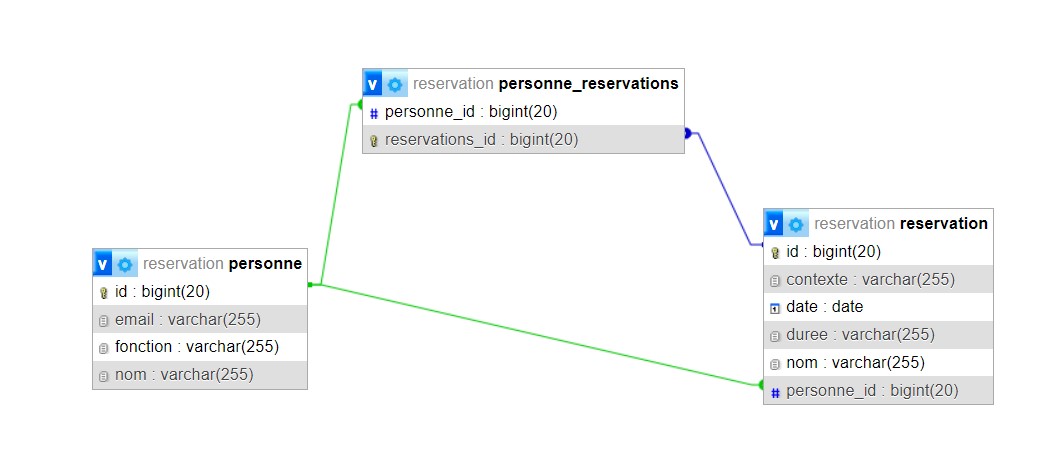 v reservation personne_reservations
# personne_id : bigint(20)
reservations_id : bigint(20)
v reservation personne
id : bigint(20)
email : varchar(255)
fonction : varchar(255)
nom : varchar(255)
v reservation reservation
id : bigint(20)
contexte : varchar(255)
date : date
duree : varchar(255)
nom : varchar(255)
# personne_id : bigint(20)